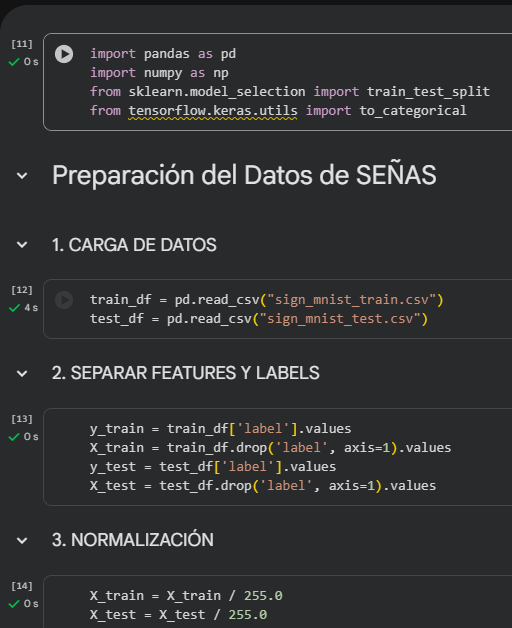 [11]
0 s
import pandas as pd
import numpy as np
from sklearn.model_selection import train_test_split
from tensorflow.keras.utils import to_categorical
Preparación del Datos de SEÑAS
1. CARGA DE DATOS
[12]
4 s
train_df = pd.read_csv("sign_mnist_train.csv")
test_df = pd.read_csv("sign_mnist_test.csv")
2. SEPARAR FEATURES Y LABELS
[13]
0 s
y_train = train_df['label'].values
X_train = train_df.drop('label', axis=1).values
y_test = test_df['label'].values
X_test = test_df.drop('label', axis=1).values
3. NORMALIZACIÓN
[14]
0 s
X_train = X_train / 255.0
X_test = X_test / 255.0